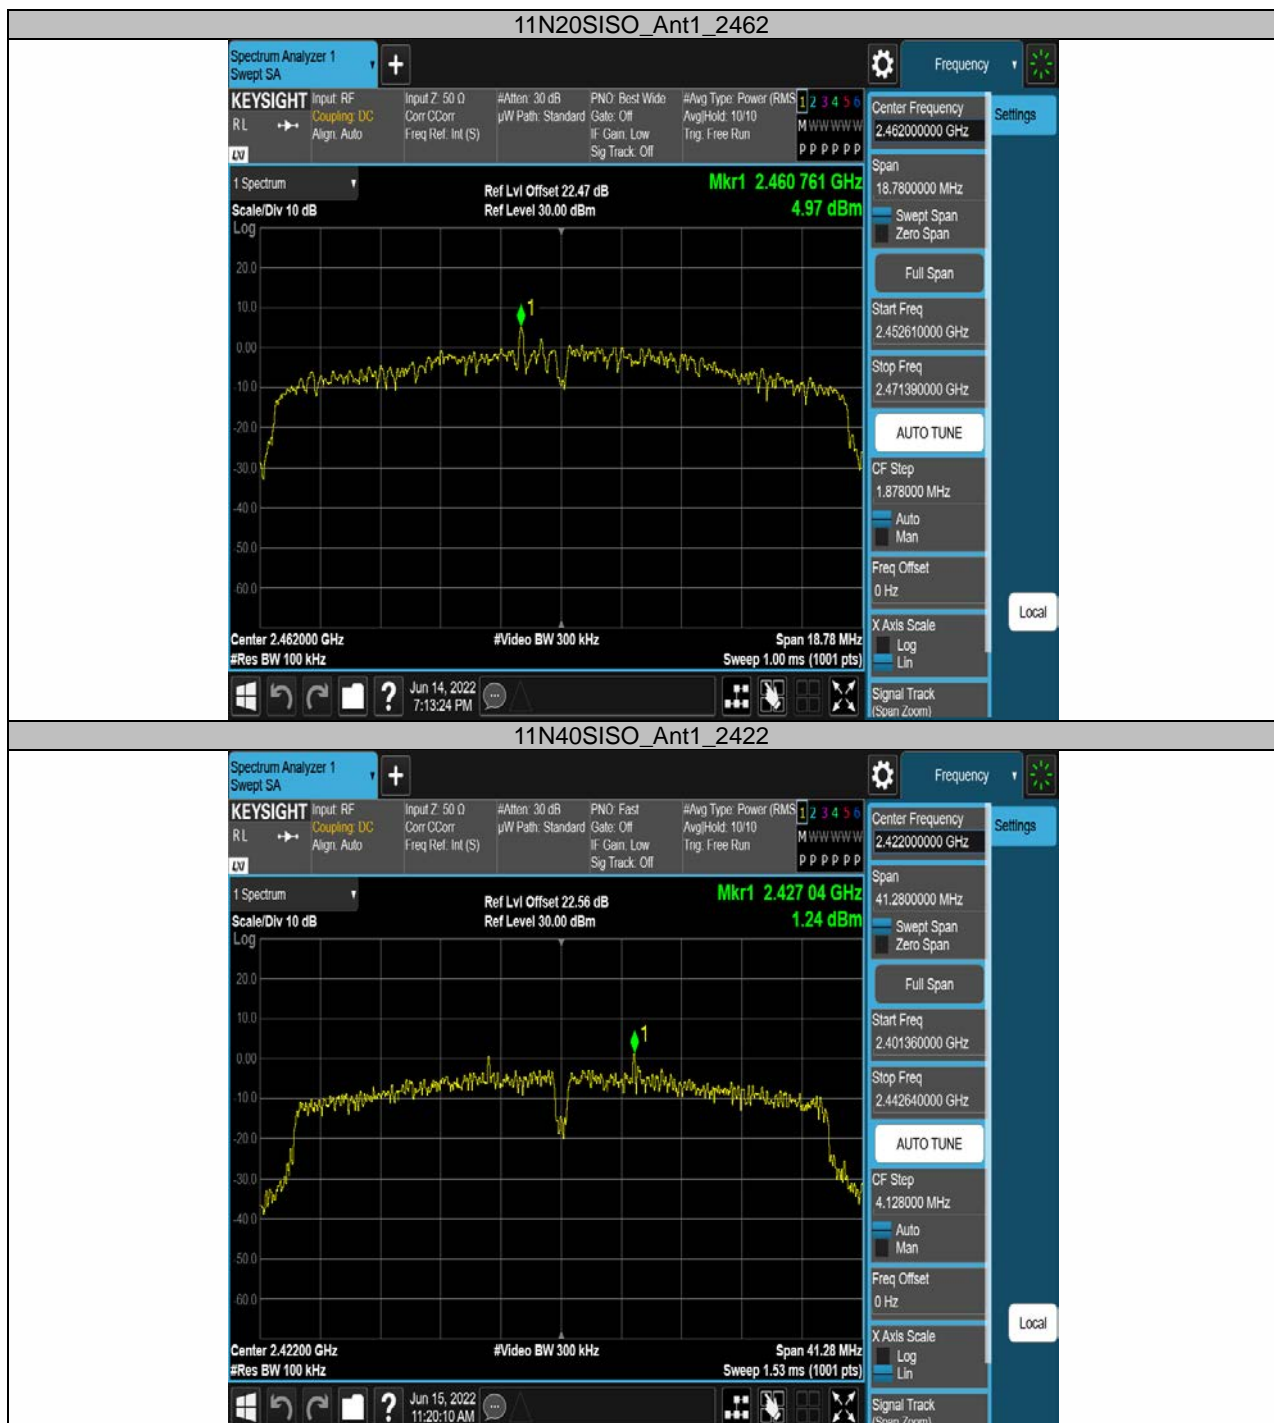 11N20SISO_Ant1_2462
Spectrum Analyzer 1
Swept SA
Frequency
KEYSIGHT
RL
LXI
Input: RF
Coupling: DC
Align: Auto
Input Z: 50 Ω
Corr CCorr
Freq Ref: Int (S)
#Atten: 30 dB
µW Path: Standard
PNO: Best Wide
Gate: Off
IF Gain: Low
Sig Track: Off
#Avg Type: Power (RMS
Avg|Hold: 10/10
Trig: Free Run
1 2 3 4 5 6
M W W W W W
P P P P P P
Center Frequency
2.462000000 GHz
Settings
1 Spectrum
Scale/Div 10 dB
Log
Ref Lvl Offset 22.47 dB
Ref Level 30.00 dBm
Mkr1 2.460 761 GHz
4.97 dBm
Span
18.7800000 MHz
Swept Span
Zero Span
Full Span
Start Freq
2.452610000 GHz
Stop Freq
2.471390000 GHz
AUTO TUNE
CF Step
1.878000 MHz
Auto
Man
Freq Offset
0 Hz
X Axis Scale
Log
Lin
Signal Track
(Span Zoom)
Local
20.0
10.0
0.00
-10.0
-20.0
-30.0
-40.0
-50.0
-60.0
1
Center 2.462000 GHz
#Res BW 100 kHz
#Video BW 300 kHz
Span 18.78 MHz
Sweep 1.00 ms (1001 pts)
?
Jun 14, 2022
7:13:24 PM
11N40SISO_Ant1_2422
Spectrum Analyzer 1
Swept SA
Frequency
KEYSIGHT
RL
LXI
Input: RF
Coupling: DC
Align: Auto
Input Z: 50 Ω
Corr CCorr
Freq Ref: Int (S)
#Atten: 30 dB
µW Path: Standard
PNO: Fast
Gate: Off
IF Gain: Low
Sig Track: Off
#Avg Type: Power (RMS
Avg|Hold: 10/10
Trig: Free Run
1 2 3 4 5 6
M W W W W W
P P P P P P
Center Frequency
2.422000000 GHz
Settings
1 Spectrum
Scale/Div 10 dB
Log
Ref Lvl Offset 22.56 dB
Ref Level 30.00 dBm
Mkr1 2.427 04 GHz
1.24 dBm
Span
41.2800000 MHz
Swept Span
Zero Span
Full Span
Start Freq
2.401360000 GHz
Stop Freq
2.442640000 GHz
AUTO TUNE
CF Step
4.128000 MHz
Auto
Man
Freq Offset
0 Hz
X Axis Scale
Log
Lin
Signal Track
(Span Zoom)
Local
20.0
10.0
0.00
-10.0
-20.0
-30.0
-40.0
-50.0
-60.0
1
Center 2.42200 GHz
#Res BW 100 kHz
#Video BW 300 kHz
Span 41.28 MHz
Sweep 1.53 ms (1001 pts)
?
Jun 15, 2022
11:20:10 AM